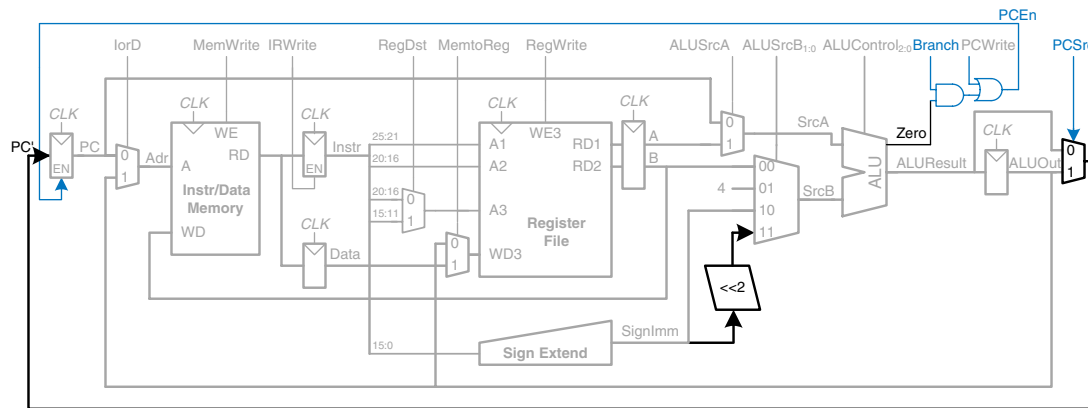 PCEn
IorD MemWrite IRWrite RegDst MemtoReg RegWrite ALUSrcA ALUSrcB1:0 ALUControl2:0 Branch PCWrite PCSrc
CLK CLK CLK CLK CLK CLK
PC' EN PC 0 1 Adr
WE
A RD
Instr/Data
Memory
WD
EN Instr
CLK
Data
25:21
20:16
20:16 0
15:11 1
0
1
WE3
A1 RD1
A2 RD2
A3
Register
File
WD3
A
B
0
1
SrcA
00
4 01
10
11
SrcB
ALU
Zero
ALUResult
ALUOut
0
1
<<2
SignImm
15:0
Sign Extend